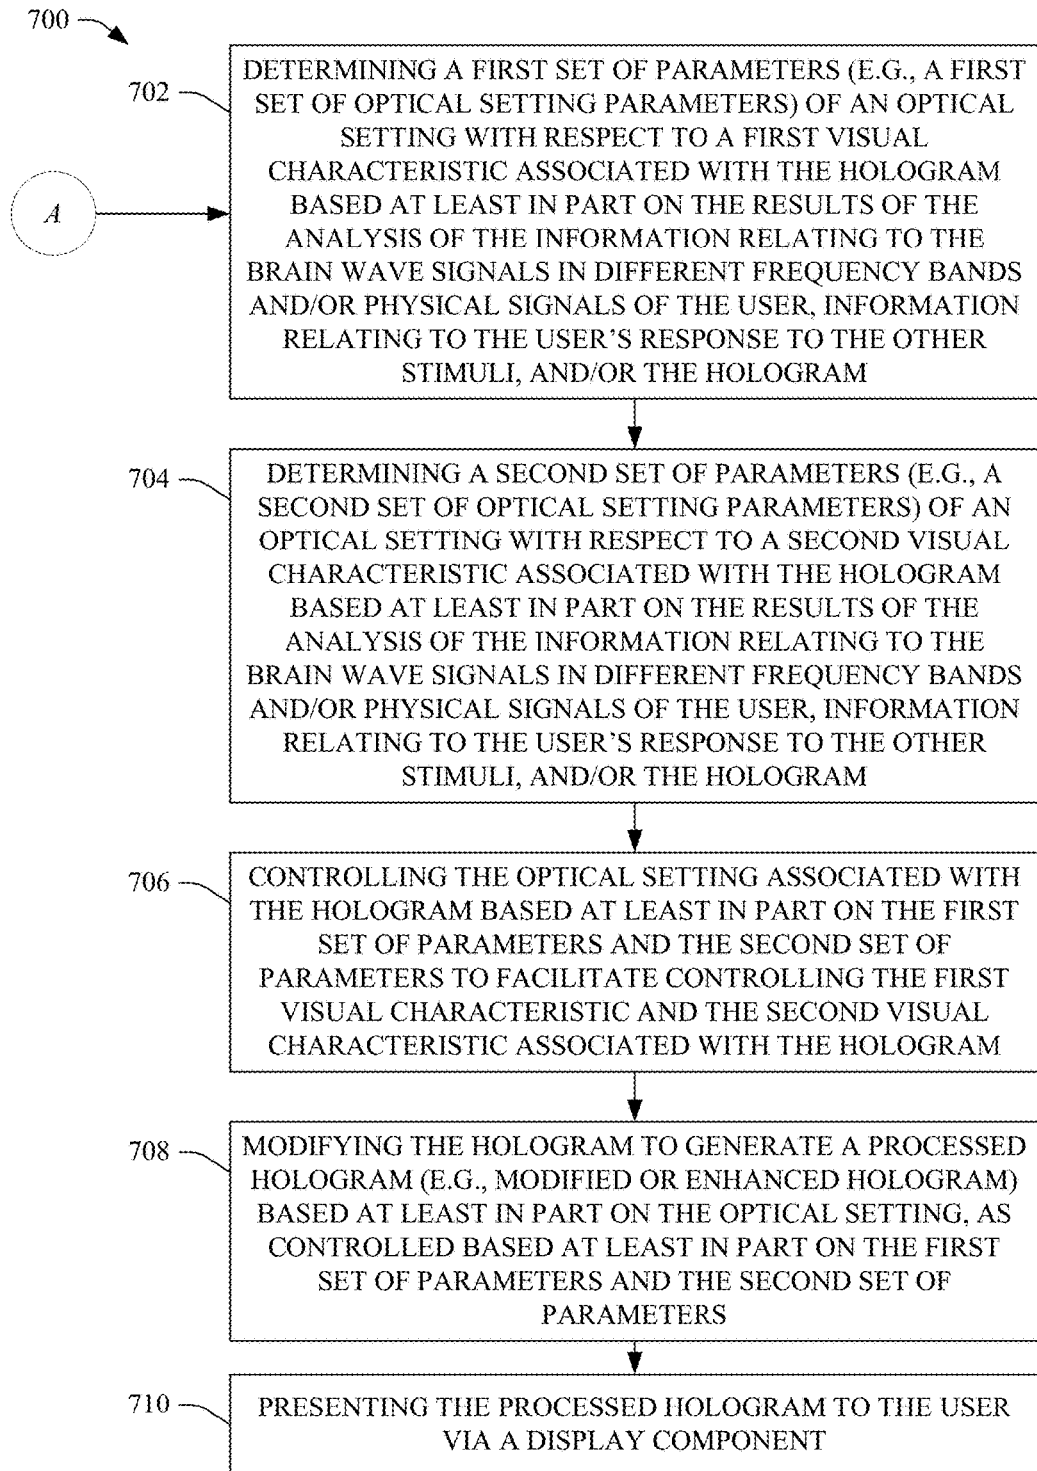 700
702
DETERMINING A FIRST SET OF PARAMETERS (E.G., A FIRST
SET OF OPTICAL SETTING PARAMETERS) OF AN OPTICAL
SETTING WITH RESPECT TO A FIRST VISUAL
CHARACTERISTIC ASSOCIATED WITH THE HOLOGRAM
BASED AT LEAST IN PART ON THE RESULTS OF THE
ANALYSIS OF THE INFORMATION RELATING TO THE
BRAIN WAVE SIGNALS IN DIFFERENT FREQUENCY BANDS
AND/OR PHYSICAL SIGNALS OF THE USER, INFORMATION
RELATING TO THE USER'S RESPONSE TO THE OTHER
STIMULI, AND/OR THE HOLOGRAM
A
704
DETERMINING A SECOND SET OF PARAMETERS (E.G., A
SECOND SET OF OPTICAL SETTING PARAMETERS) OF AN
OPTICAL SETTING WITH RESPECT TO A SECOND VISUAL
CHARACTERISTIC ASSOCIATED WITH THE HOLOGRAM
BASED AT LEAST IN PART ON THE RESULTS OF THE
ANALYSIS OF THE INFORMATION RELATING TO THE
BRAIN WAVE SIGNALS IN DIFFERENT FREQUENCY BANDS
AND/OR PHYSICAL SIGNALS OF THE USER, INFORMATION
RELATING TO THE USER'S RESPONSE TO THE OTHER
STIMULI, AND/OR THE HOLOGRAM
706
CONTROLLING THE OPTICAL SETTING ASSOCIATED WITH
THE HOLOGRAM BASED AT LEAST IN PART ON THE FIRST
SET OF PARAMETERS AND THE SECOND SET OF
PARAMETERS TO FACILITATE CONTROLLING THE FIRST
VISUAL CHARACTERISTIC AND THE SECOND VISUAL
CHARACTERISTIC ASSOCIATED WITH THE HOLOGRAM
708
MODIFYING THE HOLOGRAM TO GENERATE A PROCESSED
HOLOGRAM (E.G., MODIFIED OR ENHANCED HOLOGRAM)
BASED AT LEAST IN PART ON THE OPTICAL SETTING, AS
CONTROLLED BASED AT LEAST IN PART ON THE FIRST
SET OF PARAMETERS AND THE SECOND SET OF
PARAMETERS
710
PRESENTING THE PROCESSED HOLOGRAM TO THE USER
VIA A DISPLAY COMPONENT